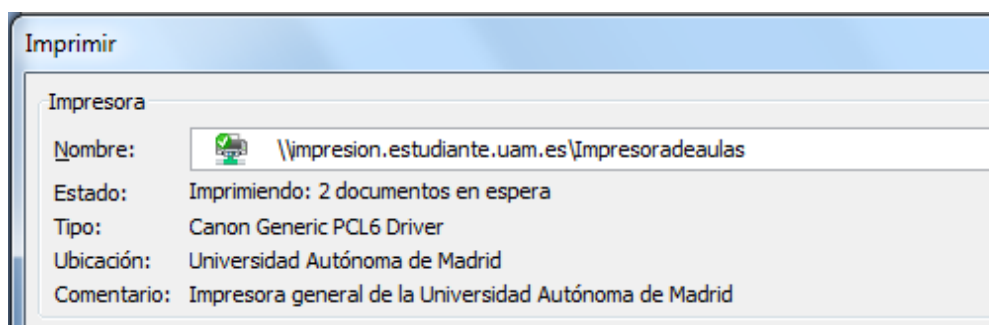 Imprimir
Impresora
Nombre: \\impresion.estudiante.uam.es\Impresoradeaulas
Estado: Imprimiendo: 2 documentos en espera
Tipo: Canon Generic PCL6 Driver
Ubicación: Universidad Autónoma de Madrid
Comentario: Impresora general de la Universidad Autónoma de Madrid